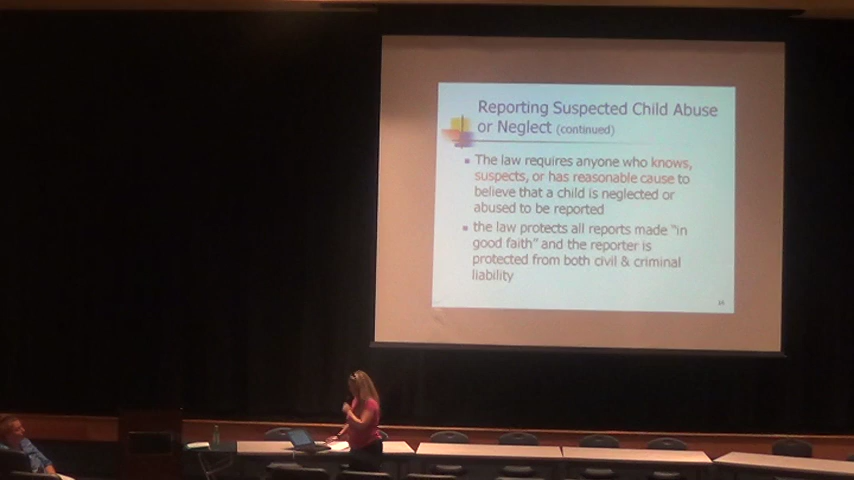 Reporting Suspected Child Abuse
or Neglect (continued)
The law requires anyone who knows,
suspects, or has reasonable cause to
believe that a child is neglected or
abused to be reported
the law protects all reports made "in
good faith" and the reporter is
protected from both civil & criminal
liability